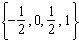 {-1/2, 0, 1/2, 1}